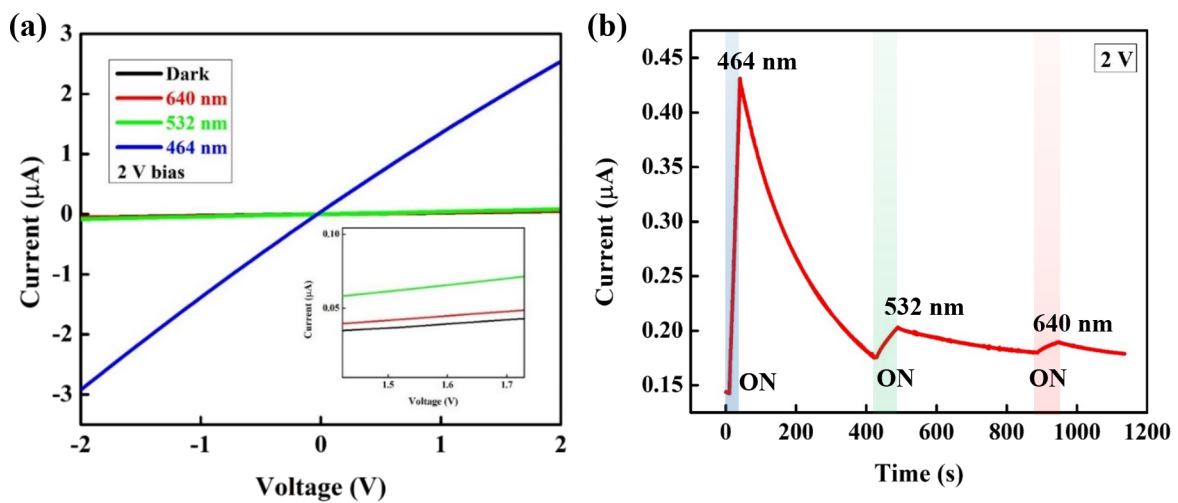 (a)
3
2
1
0
-1
-2
-3
Current (μA)
Dark
640 nm
532 nm
464 nm
2 V bias
0.10
0.05
Current (μA)
1.5 1.6 1.7
Voltage (V)
-2 -1 0 1 2
Voltage (V)
(b)
0.45
0.40
0.35
0.30
0.25
0.20
0.15
Current (μA)
464 nm
2 V
532 nm
640 nm
ON
ON
ON
0 200 400 600 800 1000 1200
Time (s)